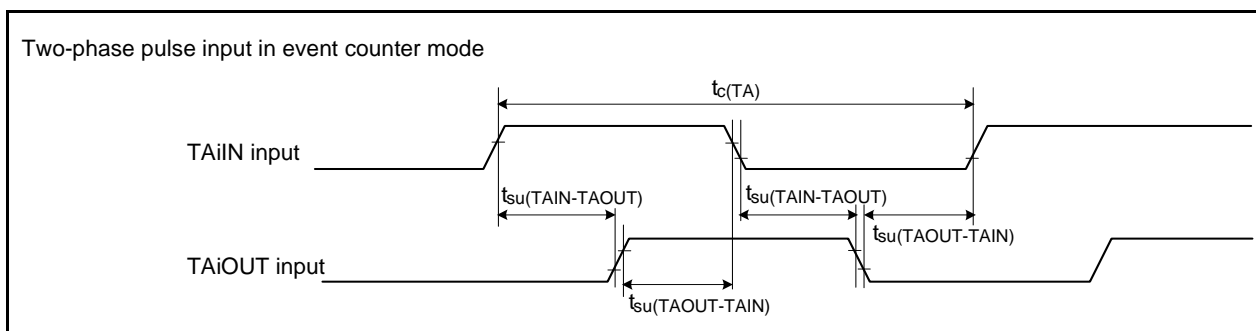 Two-phase pulse input in event counter mode
tc(TA)
TAiIN input
tsu(TAIN-TAOUT)
tsu(TAIN-TAOUT)
tsu(TAOUT-TAIN)
TAiOUT input
tsu(TAOUT-TAIN)